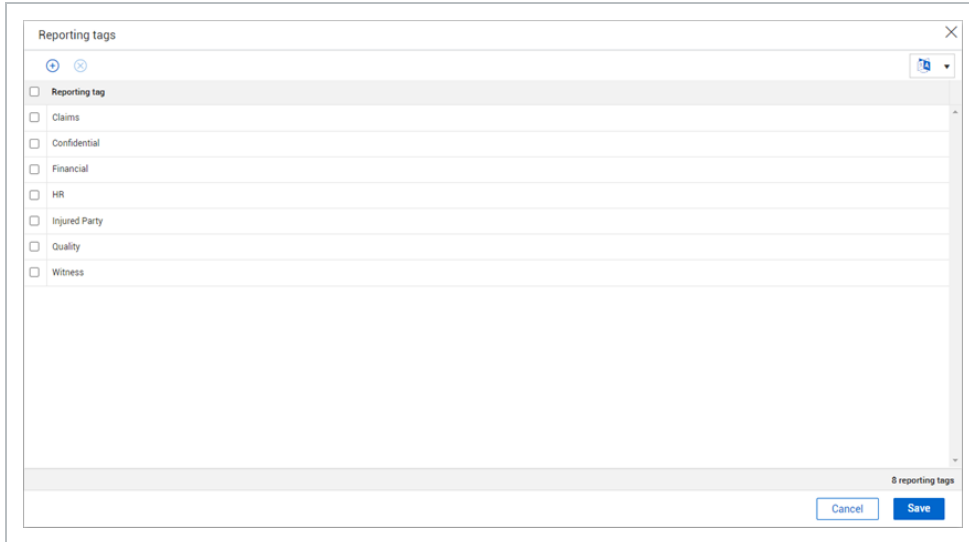 Reporting tags
Reporting tag
Claims
Confidential
Financial
HR
Injured Party
Quality
Witness
8 reporting tags
Cancel
Save